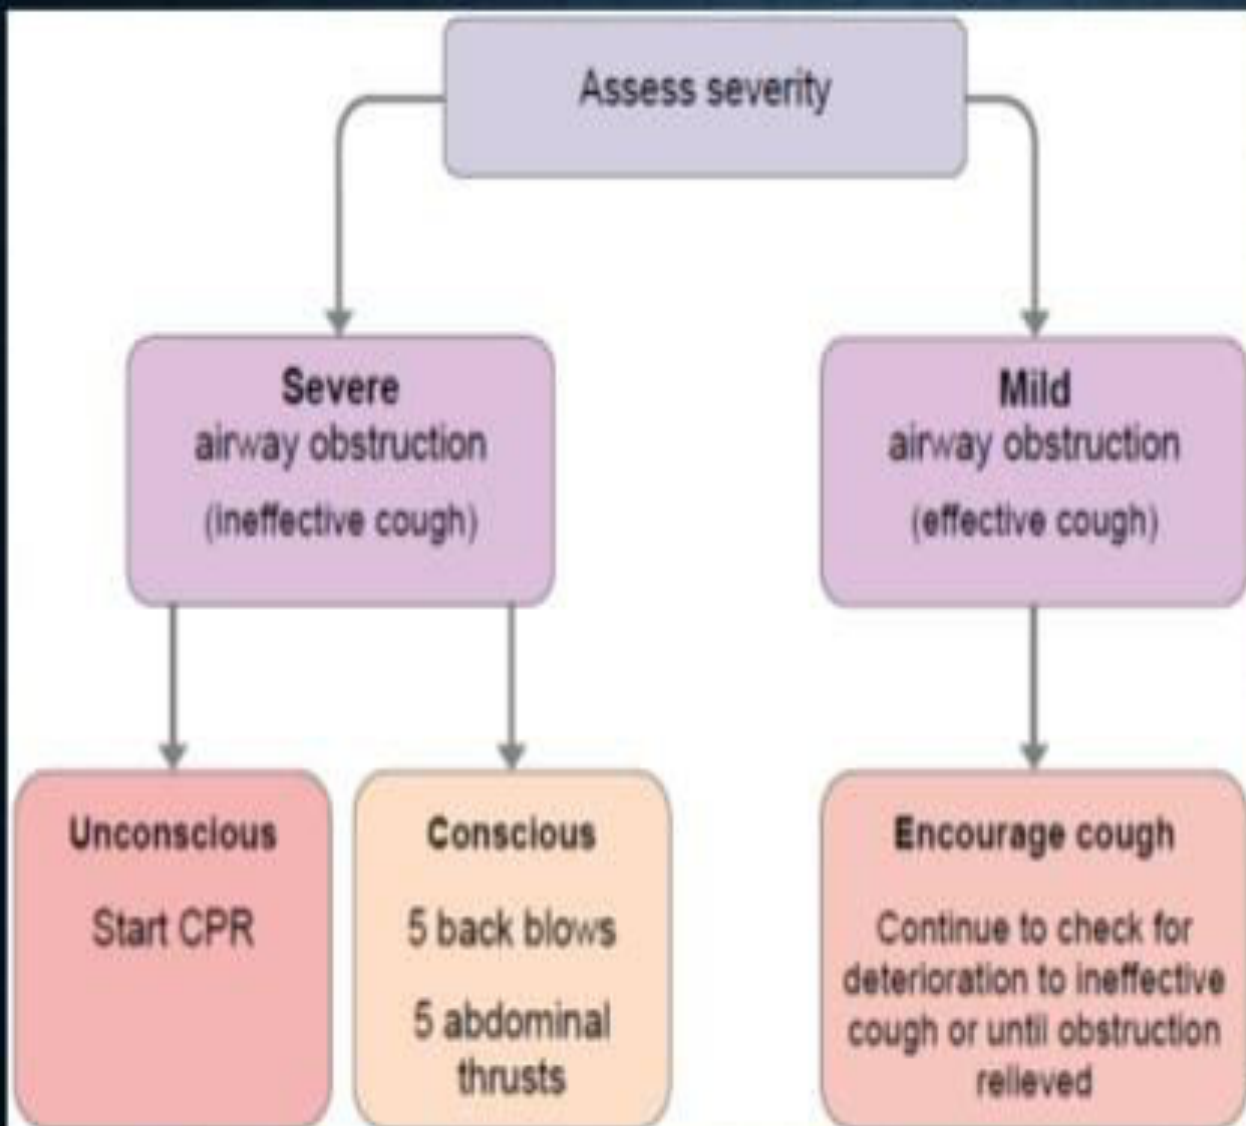 Assess severity
Severe
airway obstruction
(ineffective cough)
Mild
airway obstruction
(effective cough)
Unconscious
Start CPR
Conscious
5 back blows
5 abdominal
thrusts
Encourage cough
Continue to check for
deterioration to ineffective
cough or until obstruction
relieved